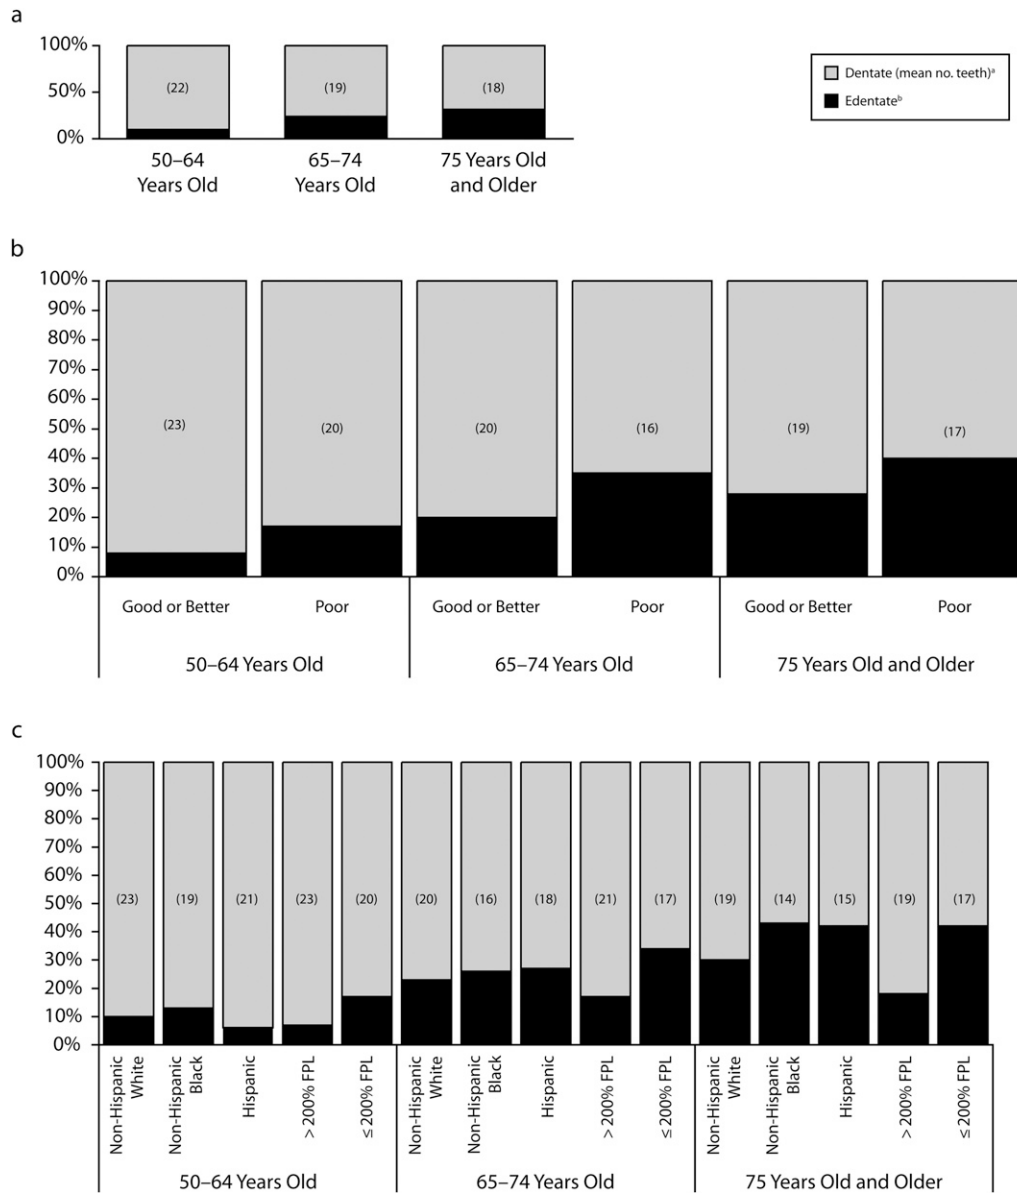 a
100%
50%
0%
(22)
(19)
(18)
50–64
Years Old
65–74
Years Old
75 Years Old
and Older
Dentate (mean no. teeth)ᵃ
Edentateᵇ
b
100%
90%
80%
70%
60%
50%
40%
30%
20%
10%
0%
(23)
(20)
(20)
(16)
(19)
(17)
Good or Better
Poor
Good or Better
Poor
Good or Better
Poor
50–64 Years Old
65–74 Years Old
75 Years Old and Older
c
100%
90%
80%
70%
60%
50%
40%
30%
20%
10%
0%
(23)
(19)
(21)
(23)
(20)
(20)
(16)
(18)
(21)
(17)
(19)
(14)
(15)
(19)
(17)
Non-Hispanic
White
Non-Hispanic
Black
Hispanic
> 200% FPL
≤ 200% FPL
Non-Hispanic
White
Non-Hispanic
Black
Hispanic
> 200% FPL
≤ 200% FPL
Non-Hispanic
White
Non-Hispanic
Black
Hispanic
> 200% FPL
≤ 200% FPL
50–64 Years Old
65–74 Years Old
75 Years Old and Older